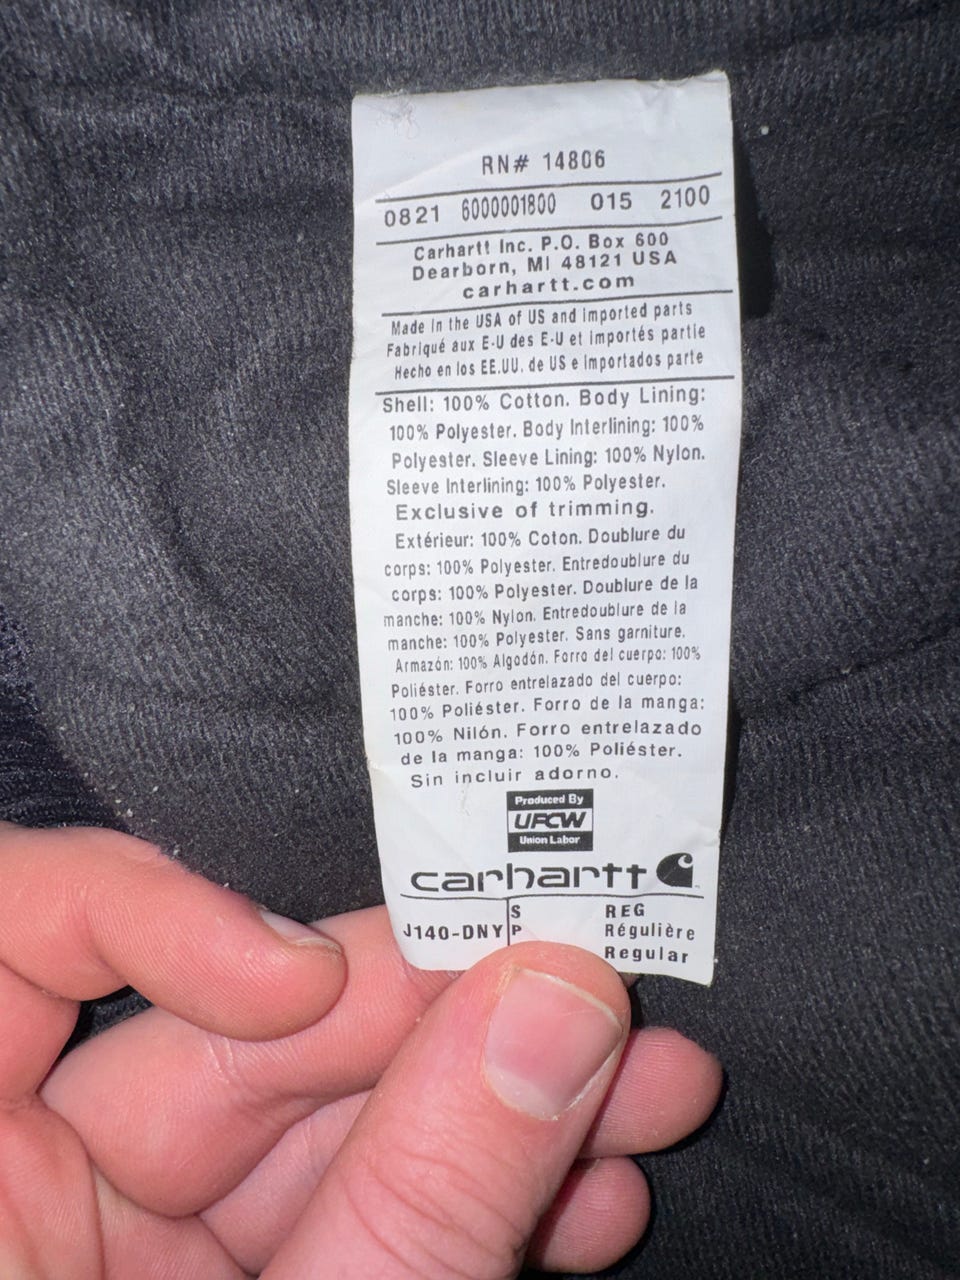 RN# 14806
0821 6000001800 015 2100
Carhartt Inc. P.O. Box 600
Dearborn, MI 48121 USA
carhartt.com
Made in the USA of US and imported parts
Fabriqué aux E-U des E-U et importés partie
Hecho en los EE.UU. de US e importados parte
Shell: 100% Cotton. Body Lining:
100% Polyester. Body Interlining: 100%
Polyester. Sleeve Lining: 100% Nylon.
Sleeve Interlining: 100% Polyester.
Exclusive of trimming.
Extérieur: 100% Coton. Doublure du
corps: 100% Polyester. Entredoublure du
corps: 100% Polyester. Doublure de la
manche: 100% Nylon. Entredoublure de la
manche: 100% Polyester. Sans garniture.
Armazón: 100% Algodón. Forro del cuerpo: 100%
Poliéster. Forro entrelazado del cuerpo:
100% Poliéster. Forro de la manga:
100% Nilón. Forro entrelazado
de la manga: 100% Poliéster.
Sin incluir adorno.
Produced By
UFCW
Union Labor
carhartt
S REG
J140-DNY P Régulière
Regular